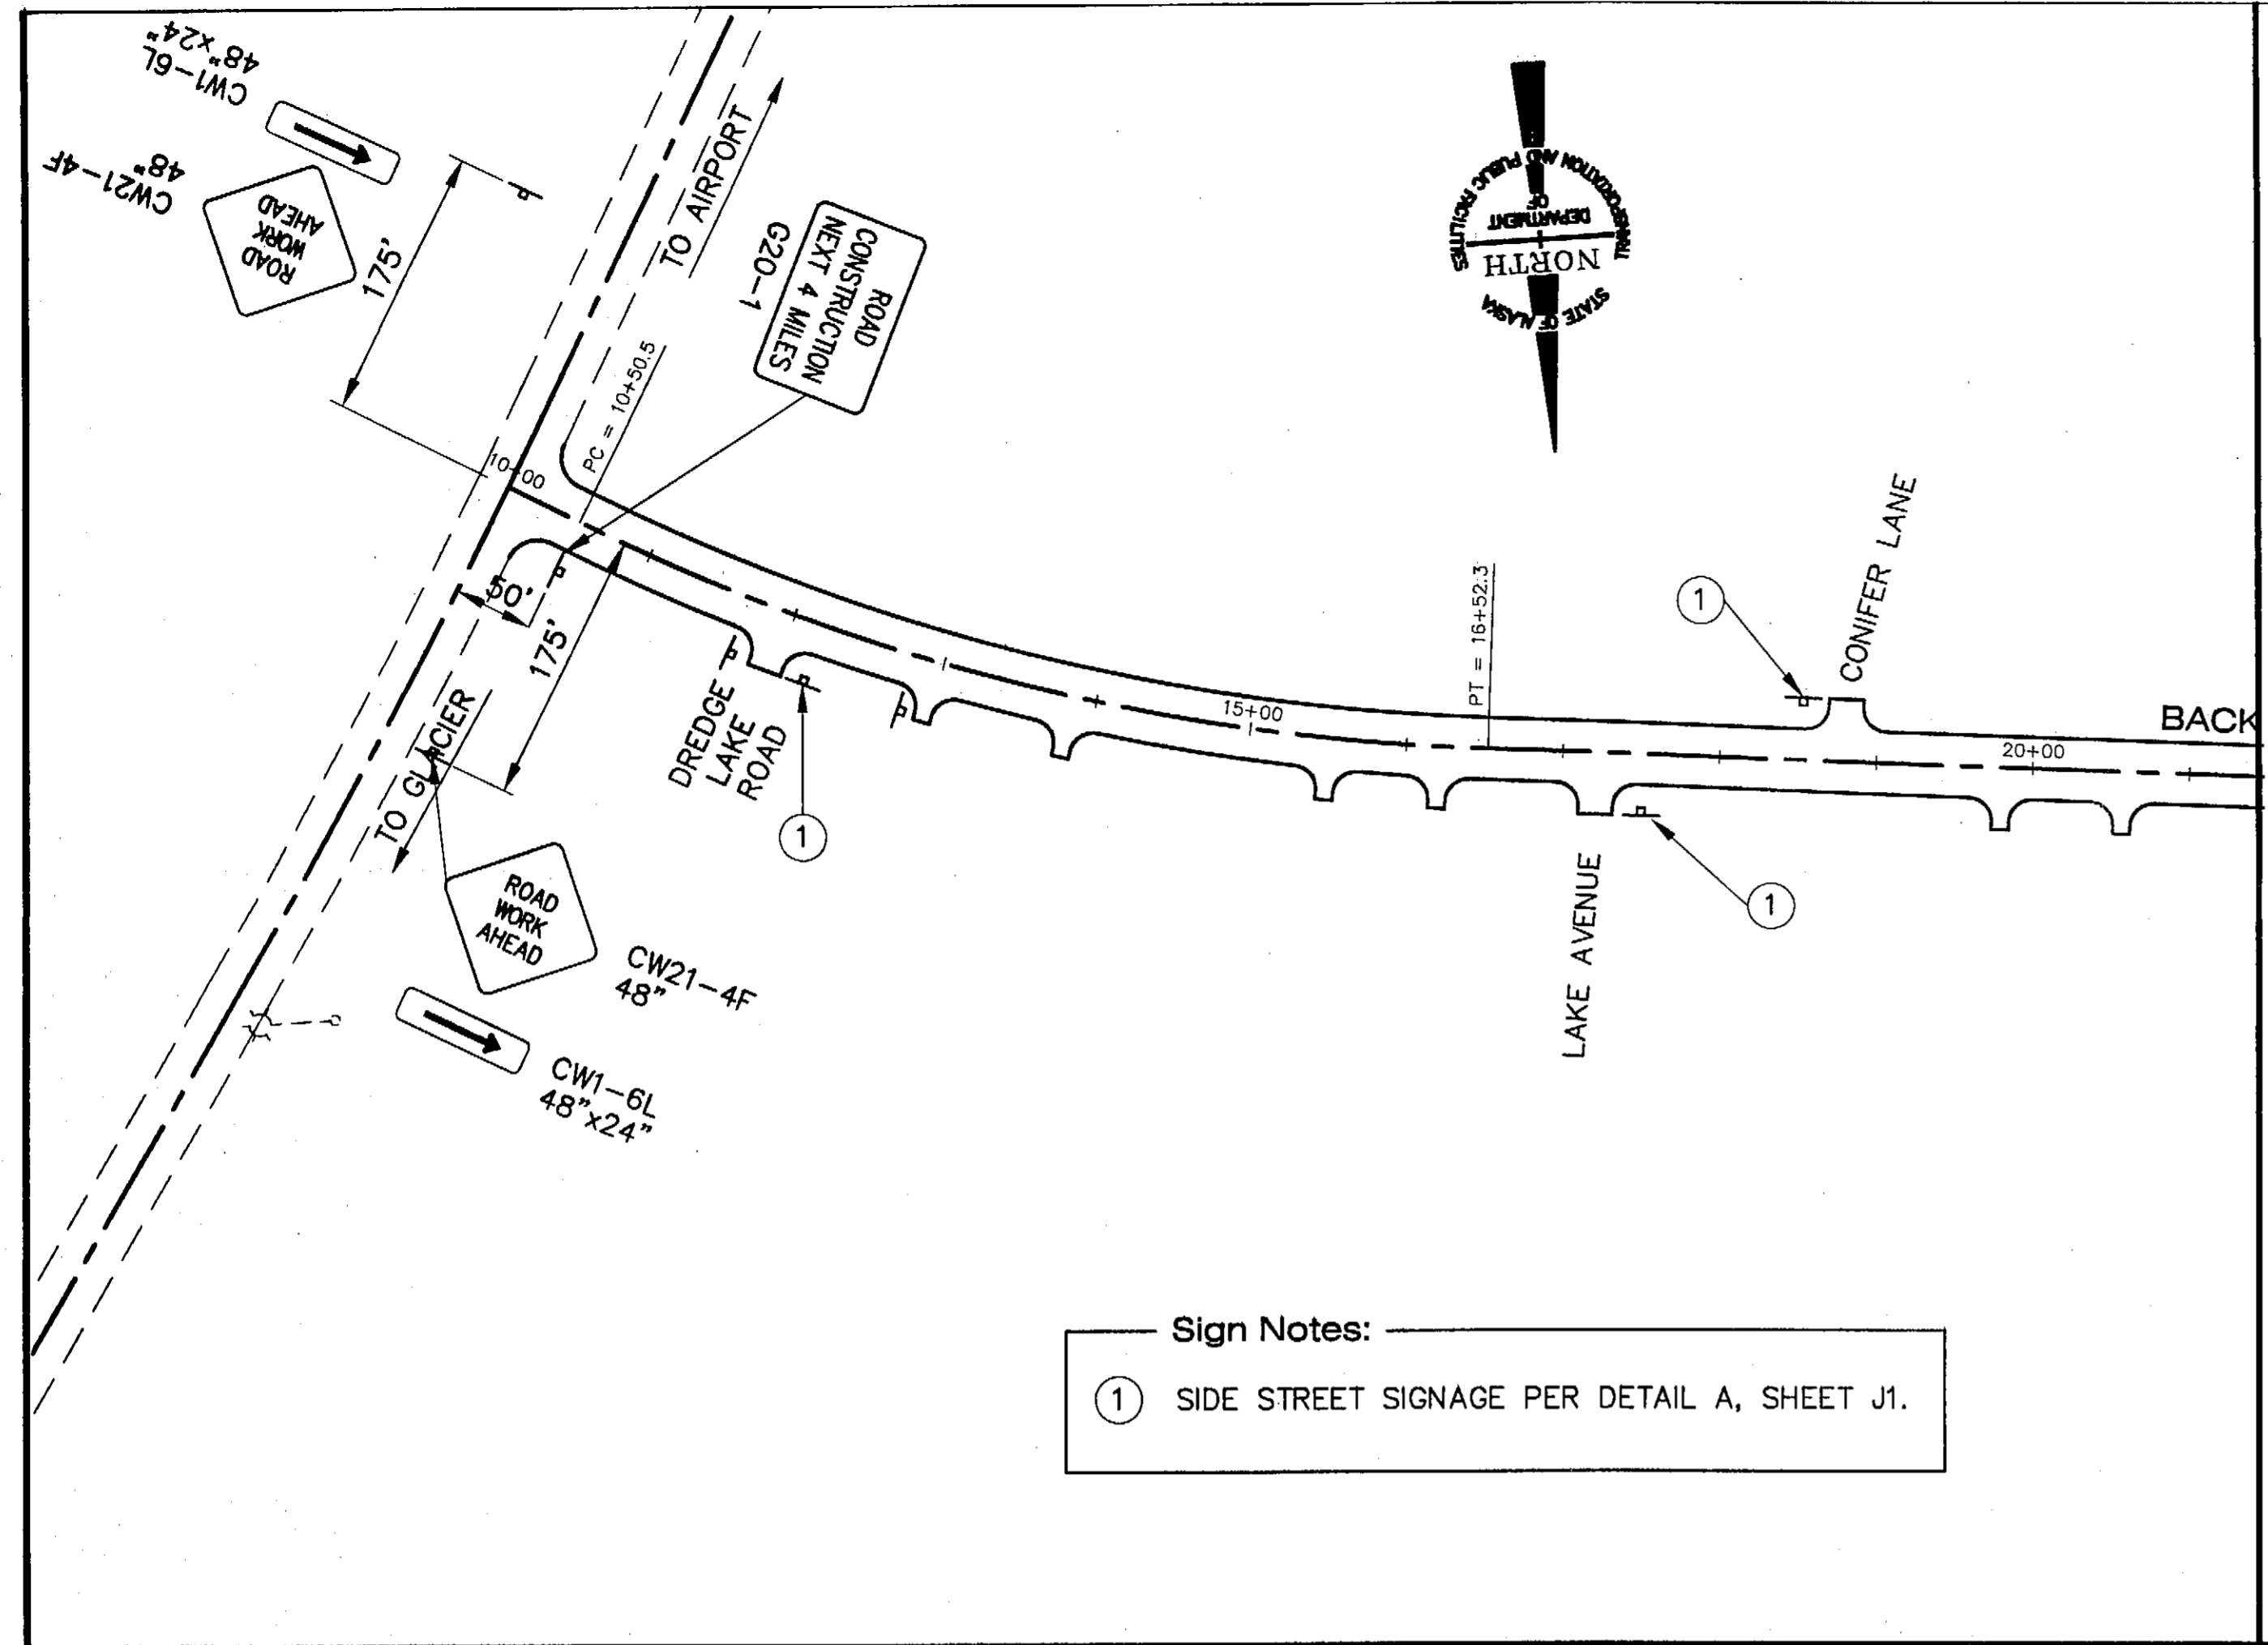 CW1-6L
48"x24"
CW21-4F
48"
ROAD
WORK
AHEAD
175'
TO AIRPORT
ROAD
CONSTRUCTION
NEXT 4 MILES
G20-1
PC = 10+50.5
10+00
50'
175'
TO GLACIER
DREDGE
LAKE
ROAD
1
ROAD
WORK
AHEAD
CW21-4F
48"
CW1-6L
48"x24"
STATE OF ALASKA
NORTH
DEPARTMENT
OF
TRANSPORTATION AND PUBLIC FACILITIES
15+00
PT = 16+52.3
1
CONIFER LANE
LAKE AVENUE
1
20+00
BACK
Sign Notes:
1 SIDE STREET SIGNAGE PER DETAIL A, SHEET J1.